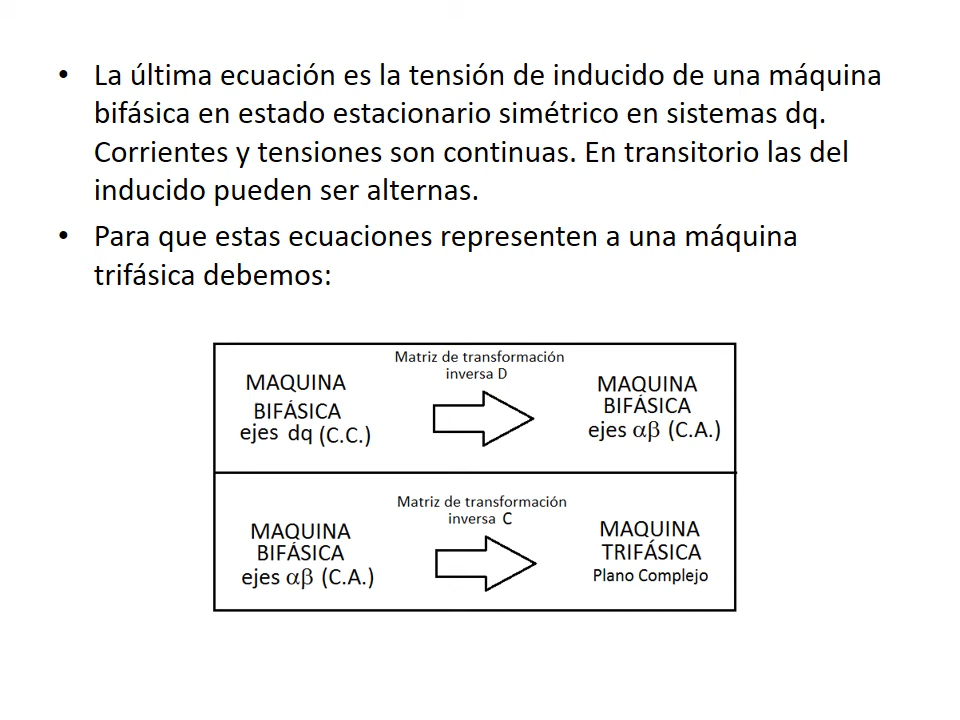 • La última ecuación es la tensión de inducido de una máquina
bifásica en estado estacionario simétrico en sistemas dq.
Corrientes y tensiones son continuas. En transitorio las del
inducido pueden ser alternas.
• Para que estas ecuaciones representen a una máquina
trifásica debemos:
MAQUINA
BIFÁSICA
ejes dq (C.C.)
Matriz de transformación
inversa D
MAQUINA
BIFÁSICA
ejes αβ (C.A.)
MAQUINA
BIFÁSICA
ejes αβ (C.A.)
Matriz de transformación
inversa C
MAQUINA
TRIFÁSICA
Plano Complejo